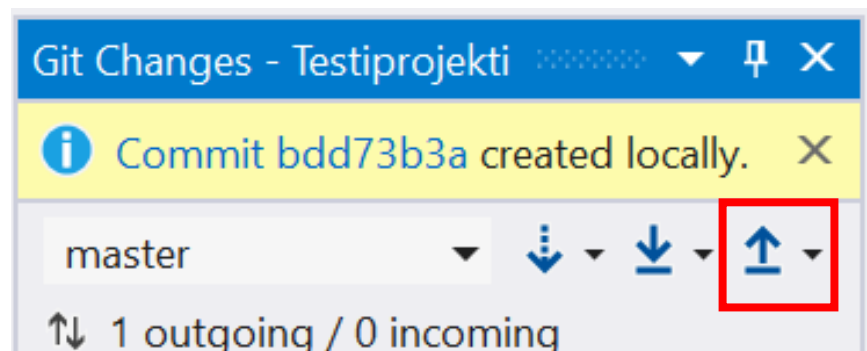 Git Changes - Testiprojekti
Commit bdd73b3a created locally.
master
1 outgoing / 0 incoming